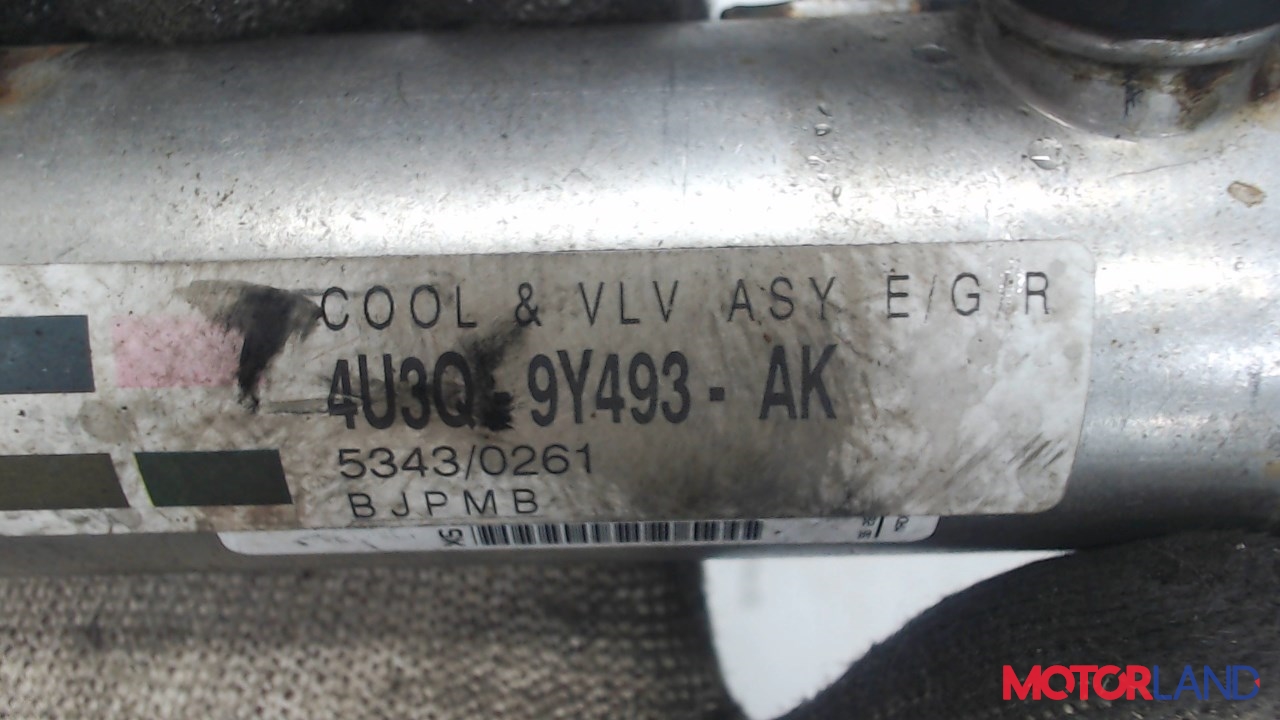 COOL & VLV ASY E/G/R
4U3Q - 9Y493 - AK
5343/0261
BJPMB
MOTORLAND